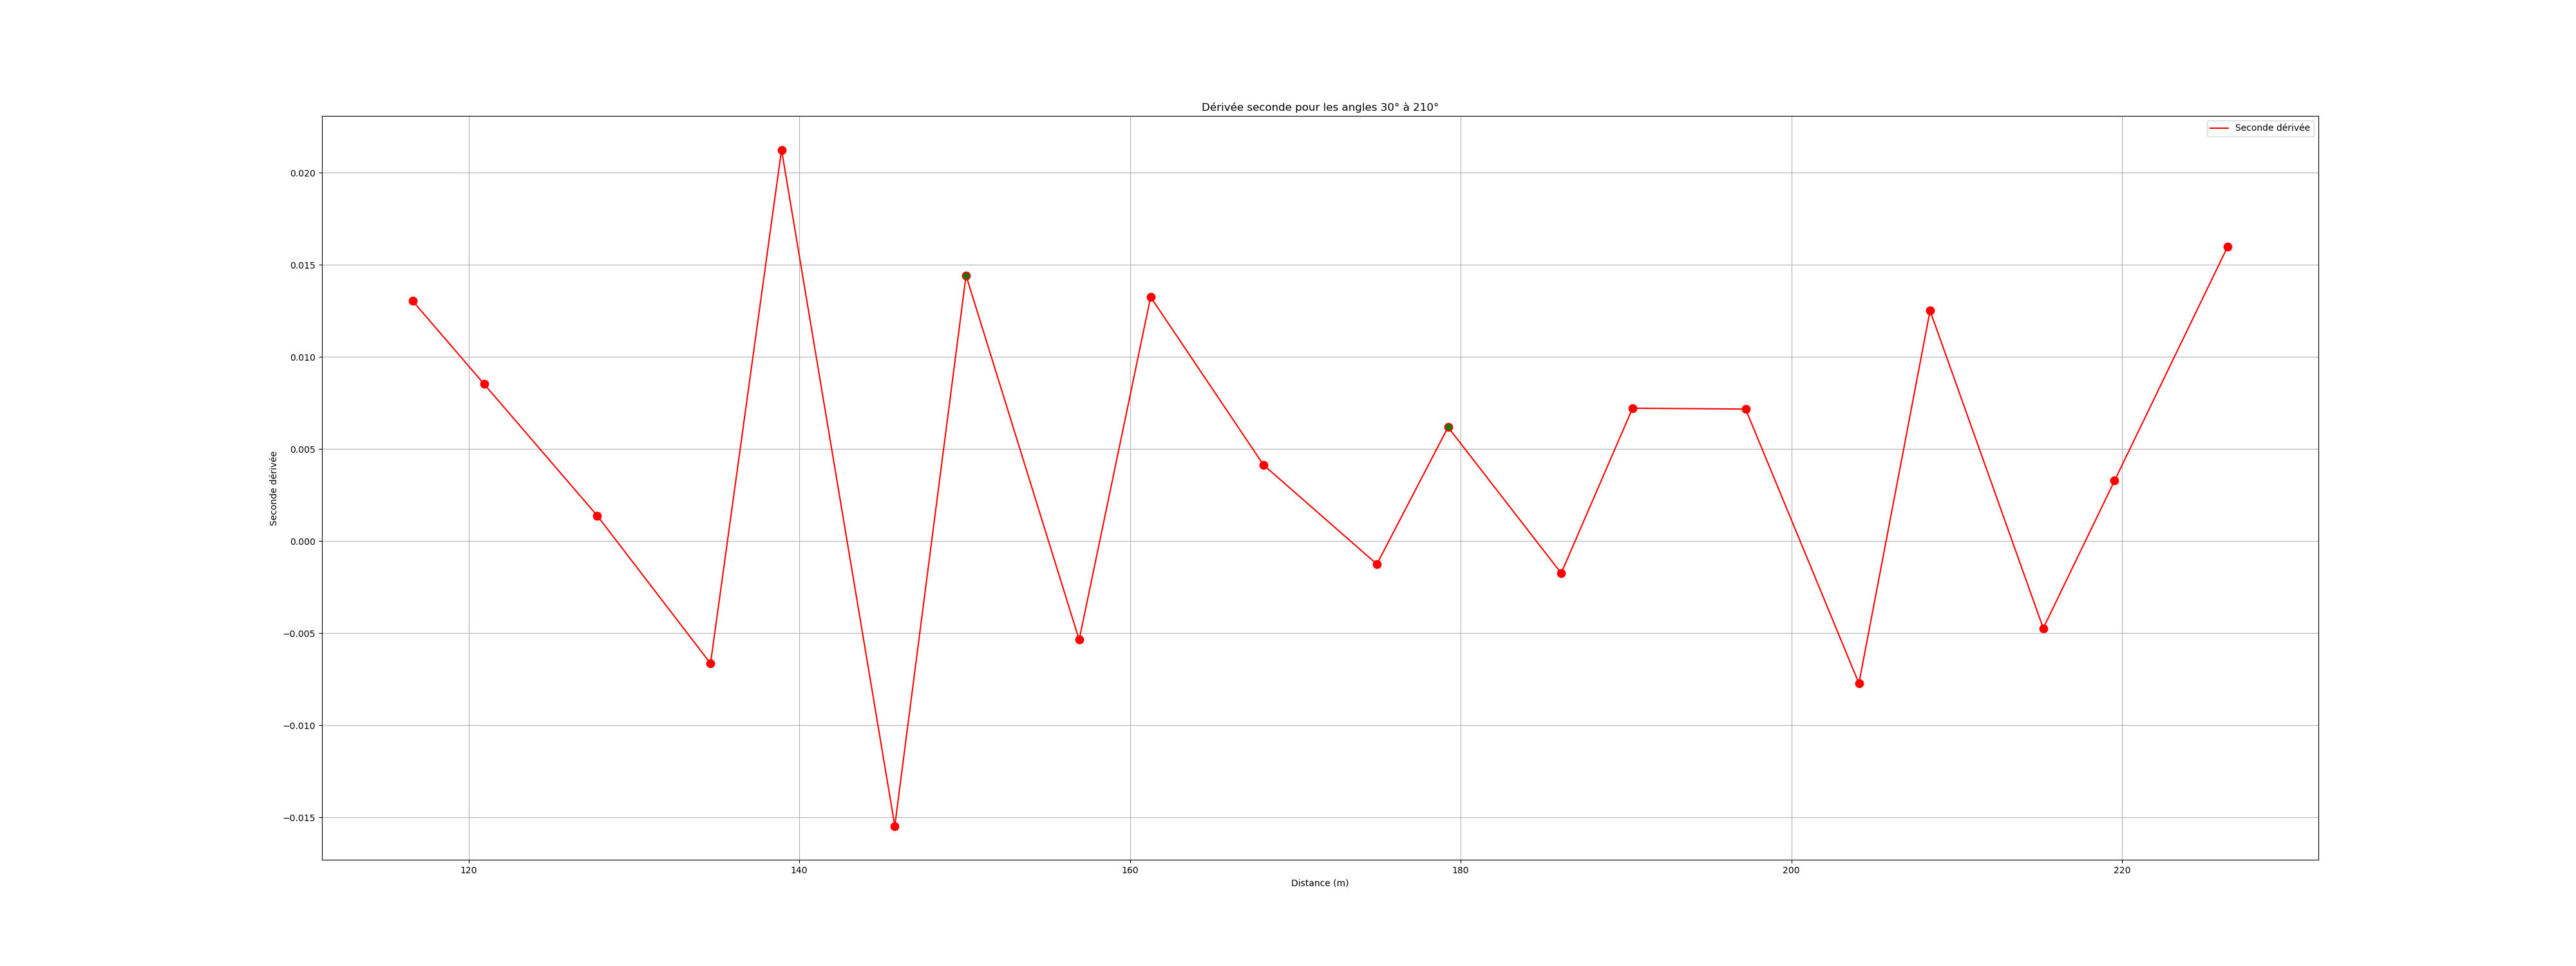 Dérivée seconde pour les angles 30° à 210°
Seconde dérivée
0.020
0.015
0.010
0.005
0.000
−0.005
−0.010
−0.015
Seconde dérivée
120 140 160 180 200 220
Distance (m)